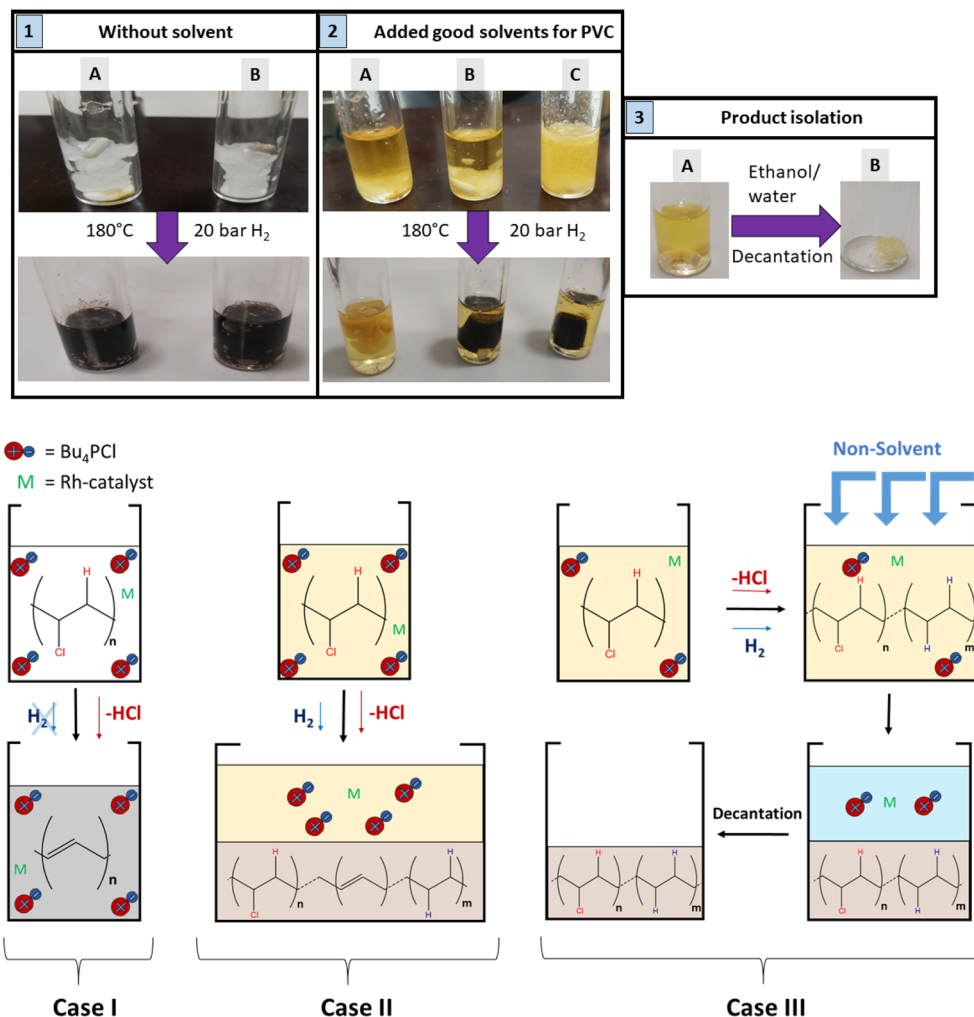 1 Without solvent
2 Added good solvents for PVC
A B
A B C
3 Product isolation
A B
Ethanol/
water
Decantation
180°C 20 bar H₂
180°C 20 bar H₂
+ - = Bu₄PCl
M = Rh-catalyst
Non-Solvent
H M Cl n
H M Cl n
H M Cl n
-HCl
H₂
M H H Cl H n m
H₂ -HCl
H₂ -HCl
M n
M
H H Cl H n m
Decantation
H H Cl H n m
M
H H Cl H n m
Case I
Case II
Case III